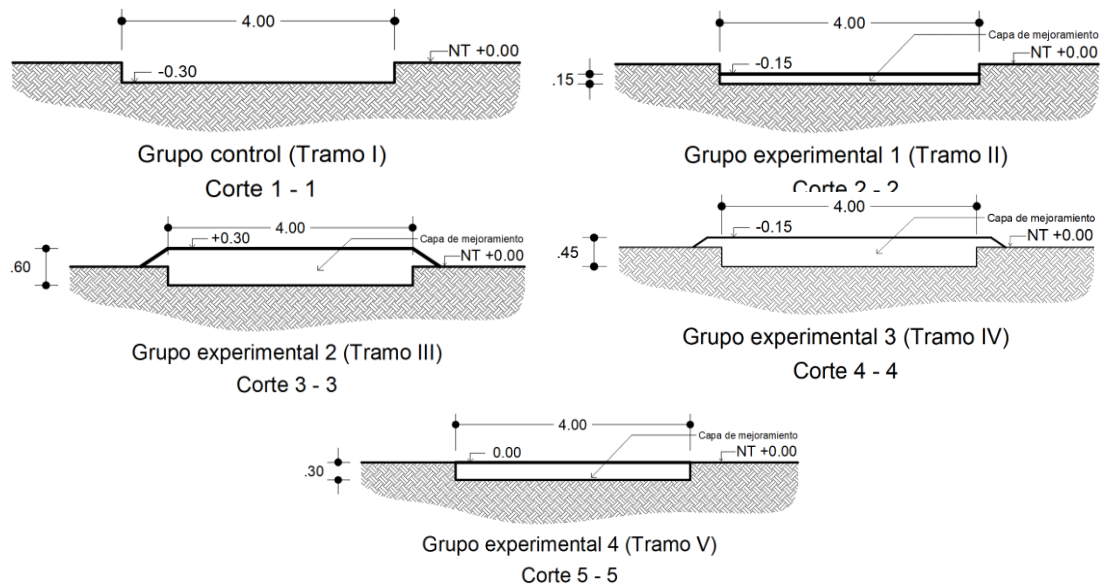 4.00
NT +0.00
-0.30
Grupo control (Tramo I)
Corte 1 - 1
4.00
Capa de mejoramiento
NT +0.00
-0.15
.15
Grupo experimental 1 (Tramo II)
Corte 2 - 2
4.00
+0.30
Capa de mejoramiento
NT +0.00
.60
Grupo experimental 2 (Tramo III)
Corte 3 - 3
4.00
Capa de mejoramiento
-0.15
NT +0.00
.45
Grupo experimental 3 (Tramo IV)
Corte 4 - 4
4.00
Capa de mejoramiento
0.00
NT +0.00
.30
Grupo experimental 4 (Tramo V)
Corte 5 - 5